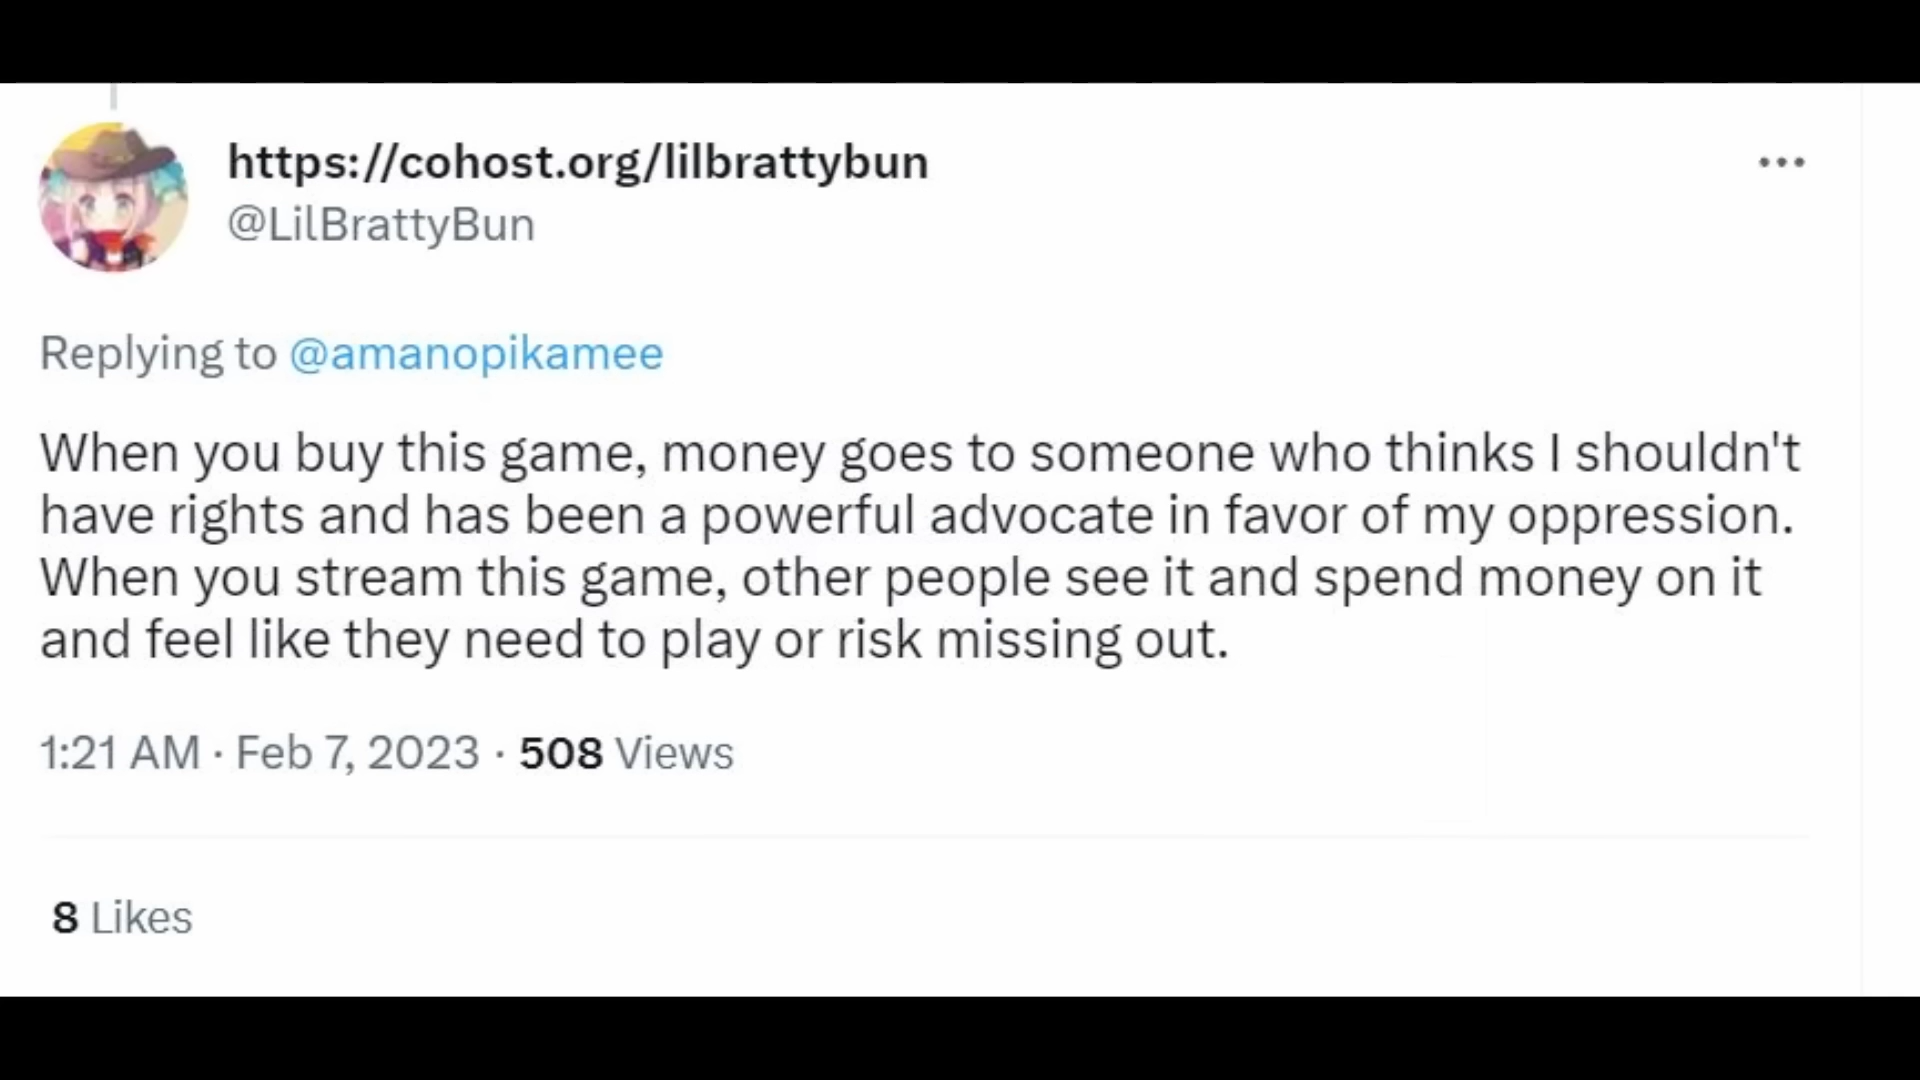 https://cohost.org/lilbrattybun
@LilBrattyBun
Replying to @amanopikamee
When you buy this game, money goes to someone who thinks I shouldn't
have rights and has been a powerful advocate in favor of my oppression.
When you stream this game, other people see it and spend money on it
and feel like they need to play or risk missing out.
1:21 AM · Feb 7, 2023 · 508 Views
8 Likes